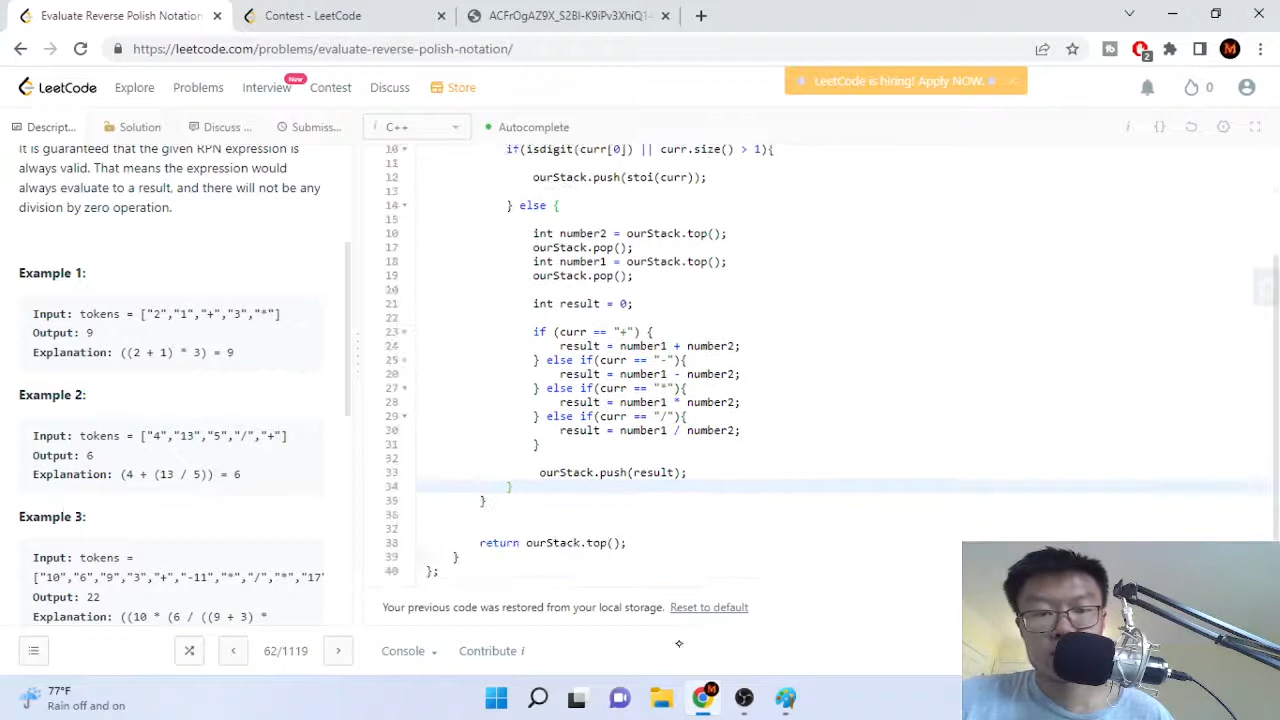 Evaluate Reverse Polish Notation
Contest - LeetCode
ACFrOgAZ9X_S2BI-K9iPv3XhiQ1
https://leetcode.com/problems/evaluate-reverse-polish-notation/
2
M
LeetCode
Explore
Problems
Interview
New
Contest
Discuss
Store
LeetCode is hiring! Apply NOW.
0
Descript...
Solution
Discuss ...
Submiss...
i C++
Autocomplete
i {}
It is guaranteed that the given RPN expression is
always valid. That means the expression would
always evaluate to a result, and there will not be any
division by zero operation.
Example 1:
Input: tokens = ["2","1","+","3","*"]
Output: 9
Explanation: ((2 + 1) * 3) = 9
Example 2:
Input: tokens = ["4","13","5","/","+"]
Output: 6
Explanation: (4 + (13 / 5)) = 6
Example 3:
Input: tokens =
["10","6","9","3","+","-11","*","/","*","17"
Output: 22
Explanation: ((10 * (6 / ((9 + 3) *
10 if(isdigit(curr[0]) || curr.size() > 1){
11
12 ourStack.push(stoi(curr));
13
14 } else {
15
16 int number2 = ourStack.top();
17 ourStack.pop();
18 int number1 = ourStack.top();
19 ourStack.pop();
20
21 int result = 0;
22
23 if (curr == "+") {
24 result = number1 + number2;
25 } else if(curr == "-"){
26 result = number1 - number2;
27 } else if(curr == "*"){
28 result = number1 * number2;
29 } else if(curr == "/"){
30 result = number1 / number2;
31 }
32
33 ourStack.push(result);
34 }
35 }
36
37
38 return ourStack.top();
39 }
40 };
Your previous code was restored from your local storage. Reset to default
62/1119
Console
Contribute i
77°F
Rain off and on
M